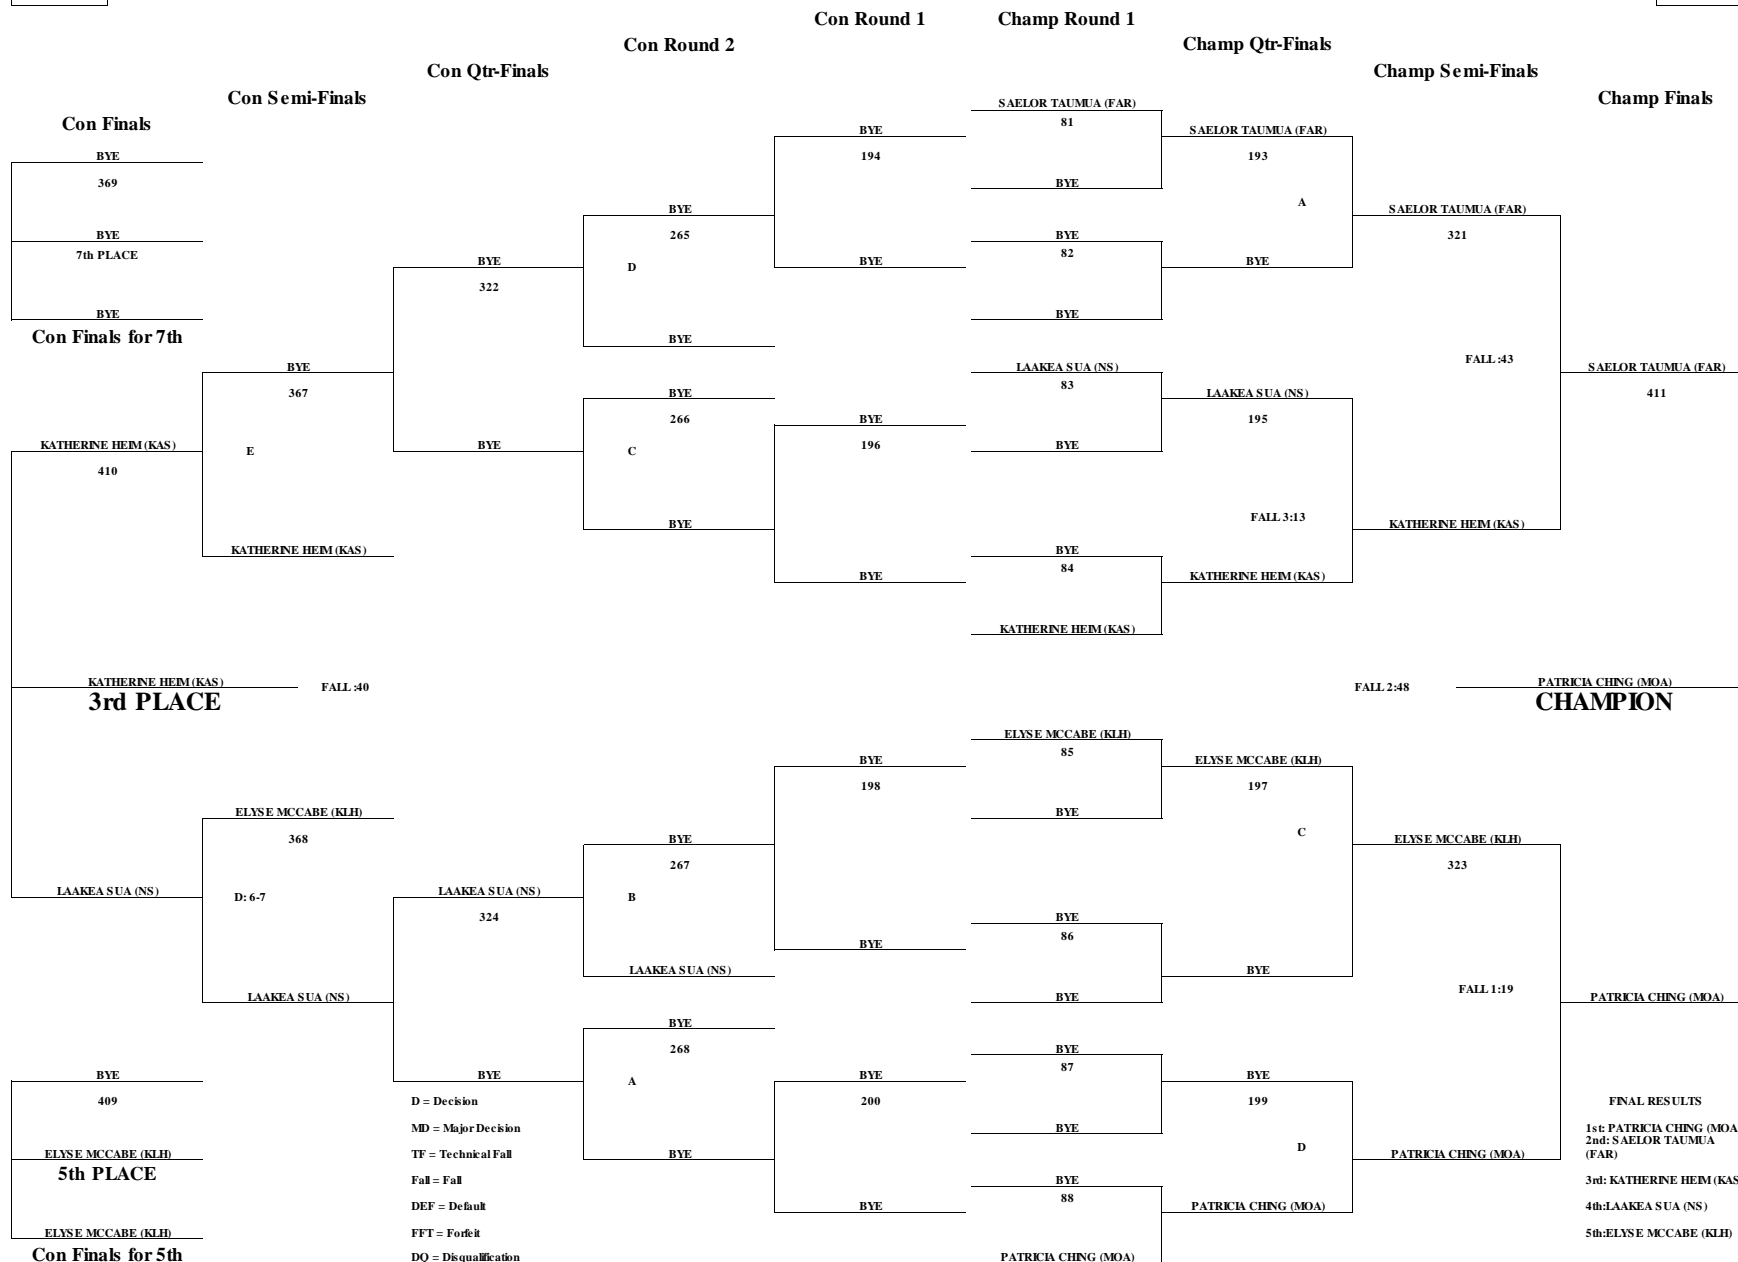 Con Round 1 Champ Round 1
Con Round 2 Champ Qtr-Finals
Con Qtr-Finals Champ Semi-Finals
Con Semi-Finals Champ Finals
SAELOR TAUMUA (FAR)
Con Finals 81
BYE SAELOR TAUMUA (FAR)
BYE 194 193
369 BYE
A
BYE SAELOR TAUMUA (FAR)
BYE 265 BYE 321
7th PLACE 82
BYE D BYE BYE
322
BYE BYE
Con Finals for 7th BYE
FALL :43
BYE LAAKEA SUA (NS) SAELOR TAUMUA (FAR)
367 83 411
BYE LAAKEA SUA (NS)
266 BYE 195
KATHERINE HEIM (KAS) E BYE C 196 BYE
410
FALL 3:13
BYE KATHERINE HEIM (KAS)
KATHERINE HEIM (KAS) BYE
84
BYE KATHERINE HEIM (KAS)
KATHERINE HEIM (KAS)
KATHERINE HEIM (KAS) FALL :40 FALL 2:48 PATRICIA CHING (MOA)
3rd PLACE CHAMPION
ELYSE MCCABE (KLH)
85
BYE ELYSE MCCABE (KLH)
198 197
ELYSE MCCABE (KLH) BYE
368 BYE C ELYSE MCCABE (KLH)
267 323
LAAKEA SUA (NS) D: 6-7 LAAKEA SUA (NS) B
324 BYE
86
BYE
LAAKEA SUA (NS) BYE
FALL 1:19
LAAKEA SUA (NS) BYE PATRICIA CHING (MOA)
BYE
268 BYE
87
BYE BYE A BYE BYE
409 D = Decision 200 199 FINAL RESULTS
MD = Major Decision BYE 1st: PATRICIA CHING (MOA
D 2nd: SAELOR TAUMUA
ELYSE MCCABE (KLH) TF = Technical Fall BYE PATRICIA CHING (MOA) (FAR)
5th PLACE Fall = Fall BYE 3rd: KATHERINE HEIM (KAS
88
DEF = Default BYE PATRICIA CHING (MOA) 4th:LAAKEA SUA (NS)
ELYSE MCCABE (KLH) FFT = Forfeit 5th:ELYSE MCCABE (KLH)
Con Finals for 5th DQ = Disqualification PATRICIA CHING (MOA)